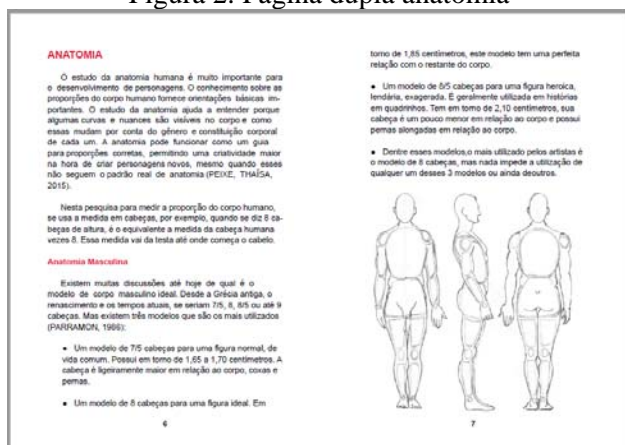 Figura 2: Página dupla anatomia
ANATOMIA
O estudo da anatomia humana é muito importante para
o desenvolvimento de personagens. O conhecimento sobre as
proporções do corpo humano fornece orientações básicas im-
portantes. O estudo da anatomia ajuda a entender porque
algumas curvas e nuances são visíveis no corpo e como
essas mudam por conta do gênero e constituição corporal
de cada um. A anatomia pode funcionar como um guia
para proporções corretas, permitindo uma criatividade maior
na hora de criar personagens novos, mesmo quando esses
não seguem o padrão real de anatomia (PEIXE, THAÍSA,
2015).
Nesta pesquisa para medir a proporção do corpo humano,
se usa a medida em cabeças, por exemplo, quando se diz 8 ca-
beças de altura, é o equivalente a medida da cabeça humana
vezes 8. Essa medida vai da testa até onde começa o cabelo.
Anatomia Masculina
Existem muitas discussões até hoje de qual é o
modelo de corpo masculino ideal. Desde a Grécia antiga, o
renascimento e os tempos atuais, se seriam 7/5, 8, 8/5 ou até 9
cabeças. Mas existem três modelos que são os mais utilizados
(PARRAMON, 1986):
• Um modelo de 7/5 cabeças para uma figura normal, de
vida comum. Possui em torno de 1,65 a 1,70 centímetros. A
cabeça é ligeiramente maior em relação ao corpo, coxas e
pernas.
• Um modelo de 8 cabeças para uma figura ideal. Em
6
torno de 1,85 centímetros, este modelo tem uma perfeita
relação com o restante do corpo.
• Um modelo de 8/5 cabeças para uma figura heroica,
lendária, exagerada. É geralmente utilizada em histórias
em quadrinhos. Tem em torno de 2,10 centímetros, sua
cabeça é um pouco menor em relação ao corpo e possui
pernas alongadas em relação ao corpo.
• Dentre esses modelos,o mais utilizado pelos artistas é
o modelo de 8 cabeças, mas nada impede a utilização de
qualquer um desses 3 modelos ou ainda deoutros.
7